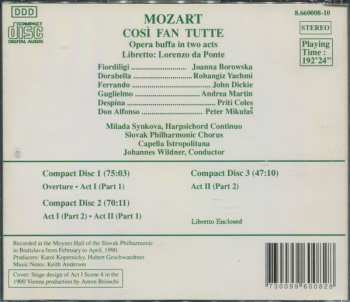 DDD
8.660008-10
COMPACT
disc
DIGITAL AUDIO
MOZART
COSÌ FAN TUTTE
Opera buffa in two acts
Libretto: Lorenzo da Ponte
STEREO
Playing
Time :
192'24"
Fiordiligi Joanna Borowska
Dorabella Rohangiz Yachmi
Ferrando John Dickie
Guglielmo Andrea Martin
Despina Priti Coles
Don Alfonso Peter Mikuláš
Milada Synkova, Harpsichord Continuo
Slovak Philharmonic Chorus
Capella Istropolitana
Johannes Wildner, Conductor
Compact Disc 1 (75:03)
Overture • Act I (Part 1)
Compact Disc 2 (70:11)
Act I (Part 2) • Act II (Part 1)
Compact Disc 3 (47:10)
Act II (Part 2)
Libretto Enclosed
Recorded at the Moyzes Hall of the Slovak Philharmonic
in Bratislava from February to April, 1990.
Producers: Karol Kopernicky, Hubert Geschwandtner
Music Notes: Keith Anderson
Cover: Stage design of Act I Scene 4 in the
1900 Vienna production by Anton Brioschi
730099 600828